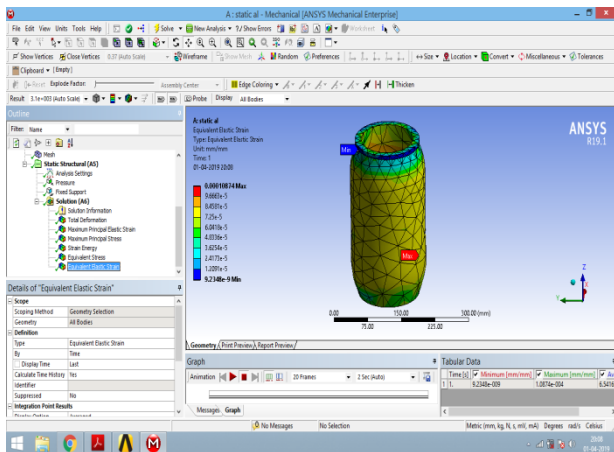 A : static al - Mechanical [ANSYS Mechanical Enterprise]
File Edit View Units Tools Help Solve New Analysis ?/ Show Errors Worksheet
Show Vertices Close Vertices 0.37 (Auto Scale) Wireframe Show Mesh Random Preferences Size Location Convert Miscellaneous Tolerances
Clipboard [Empty]
Reset Explode Factor: Assembly Center Edge Coloring Thicken
Result 3.1e+003 (Auto Scale) Probe Display All Bodies
Outline
Filter: Name
Mesh
Static Structural (A5)
Analysis Settings
Pressure
Fixed Support
Solution (A6)
Solution Information
Total Deformation
Maximum Principal Elastic Strain
Maximum Principal Stress
Strain Energy
Equivalent Stress
Equivalent Elastic Strain
Details of "Equivalent Elastic Strain"
Scope
Scoping Method Geometry Selection
Geometry All Bodies
Definition
Type Equivalent Elastic Strain
By Time
Display Time Last
Calculate Time History Yes
Identifier
Suppressed No
Integration Point Results
A: static al
Equivalent Elastic Strain
Type: Equivalent Elastic Strain
Unit: mm/mm
Time: 1
01-04-2019 20:08
0.00010874 Max
9.6663e-5
8.4581e-5
7.25e-5
6.0418e-5
4.8336e-5
3.6254e-5
2.4173e-5
1.2091e-5
9.2348e-9 Min
Min
Max
ANSYS
R19.1
Z
Y
0.00 150.00 300.00 (mm)
75.00 225.00
Geometry Print Preview Report Preview
Graph
Animation 20 Frames 2 Sec (Auto)
Messages Graph
Tabular Data
Time [s] Minimum [mm/mm] Maximum [mm/mm]
1 1. 9.2348e-009 1.0874e-004
No Messages No Selection Metric (mm, kg, N, s, mV, mA) Degrees rad/s Celsius
20:08
01-04-2019